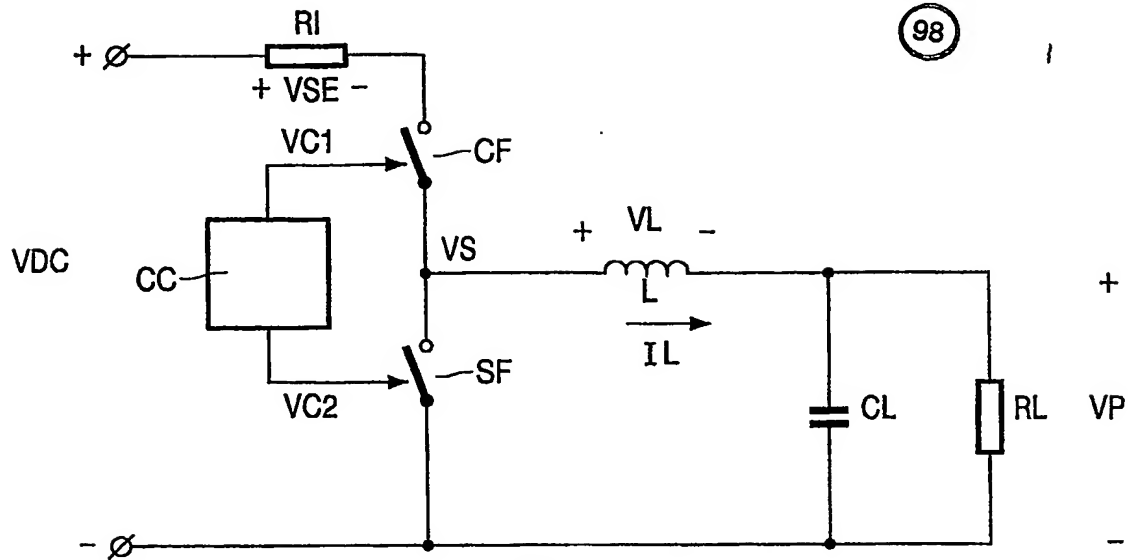 RI
98
+
+ VSE -
VC1
CF
VDC
CC
VS
+ VL -
L
IL
+
SF
VC2
CL
RL
VP
-
-